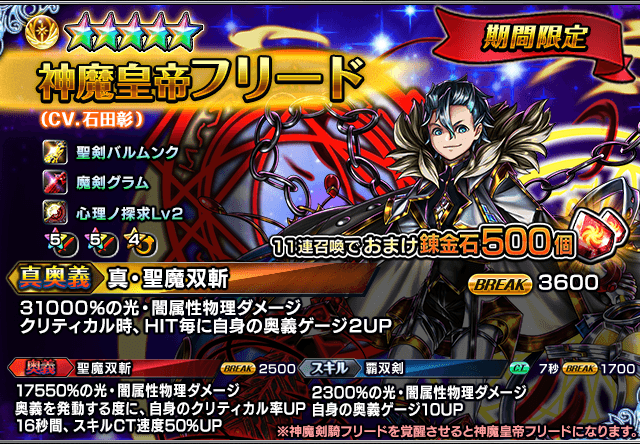 期間限定
神魔皇帝フリード
(CV.石田彰)
聖剣バルムンク
魔剣グラム
心理ノ探求Lv2
5 5 4
11連召喚でおまけ錬金石500個
真奥義 真・聖魔双斬 BREAK 3600
31000%の光・闇属性物理ダメージ
クリティカル時、HIT毎に自身の奥義ゲージ2UP
奥義 聖魔双斬 BREAK 2500
17550%の光・闇属性物理ダメージ
奥義を発動する度に、自身のクリティカル率UP
16秒間、スキルCT速度50%UP
スキル 覇双剣 CT 7秒 BREAK 1700
2300%の光・闇属性物理ダメージ
自身の奥義ゲージ10UP
※神魔剣騎フリードを覚醒させると神魔皇帝フリードになります。